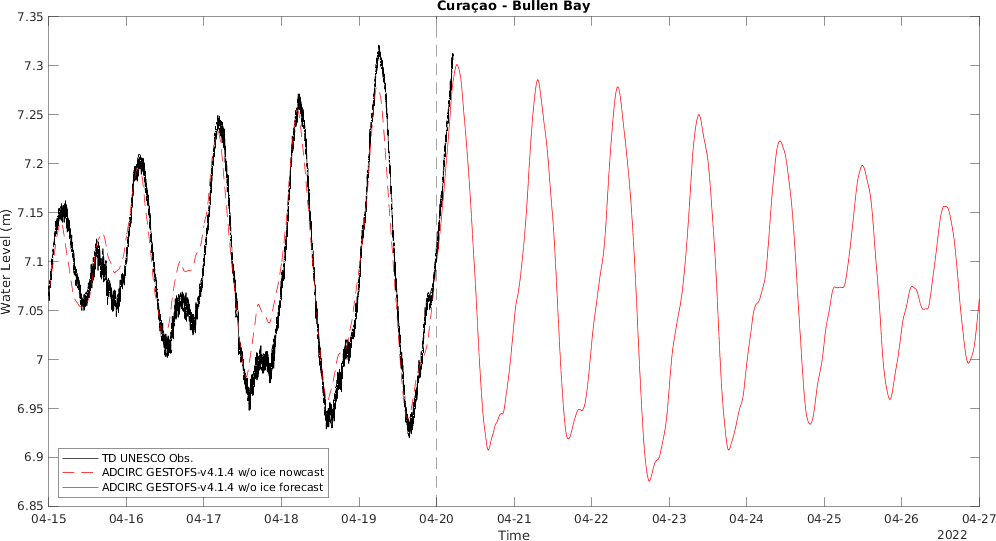 Curaçao - Bullen Bay
Water Level (m)
7.35
7.3
7.25
7.2
7.15
7.1
7.05
7
6.95
6.9
6.85
TD UNESCO Obs.
ADCIRC GESTOFS-v4.1.4 w/o ice nowcast
ADCIRC GESTOFS-v4.1.4 w/o ice forecast
04-15 04-16 04-17 04-18 04-19 04-20 04-21 04-22 04-23 04-24 04-25 04-26 04-27
Time
2022